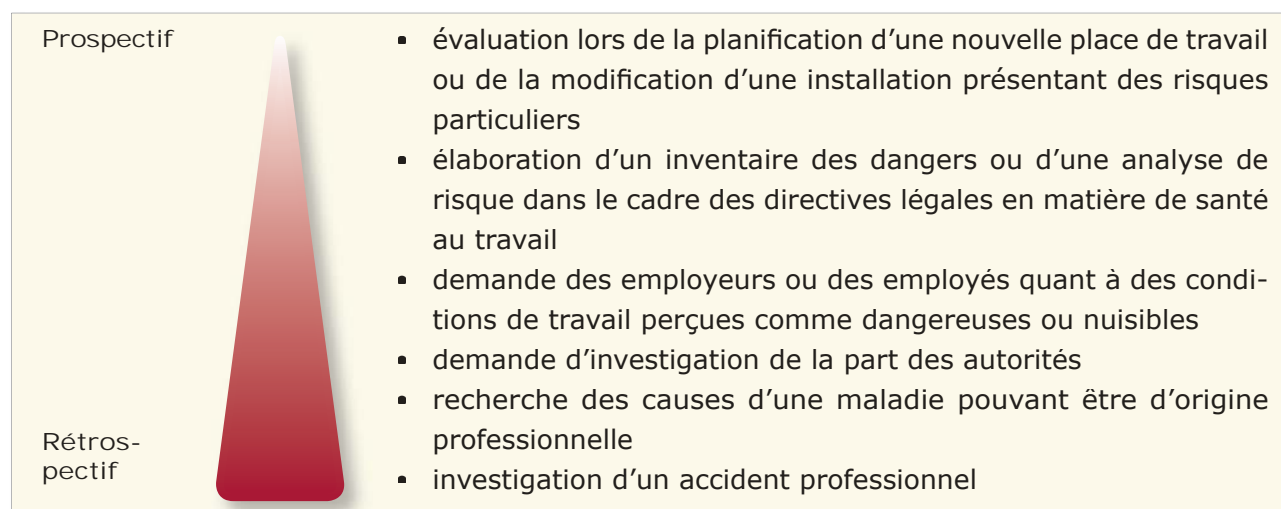 Prospectif
▪ évaluation lors de la planification d’une nouvelle place de travail
ou de la modification d’une installation présentant des risques
particuliers
▪ élaboration d’un inventaire des dangers ou d’une analyse de
risque dans le cadre des directives légales en matière de santé
au travail
▪ demande des employeurs ou des employés quant à des condi-
tions de travail perçues comme dangereuses ou nuisibles
▪ demande d’investigation de la part des autorités
▪ recherche des causes d’une maladie pouvant être d’origine
professionnelle
▪ investigation d’un accident professionnel
Rétros-
pectif